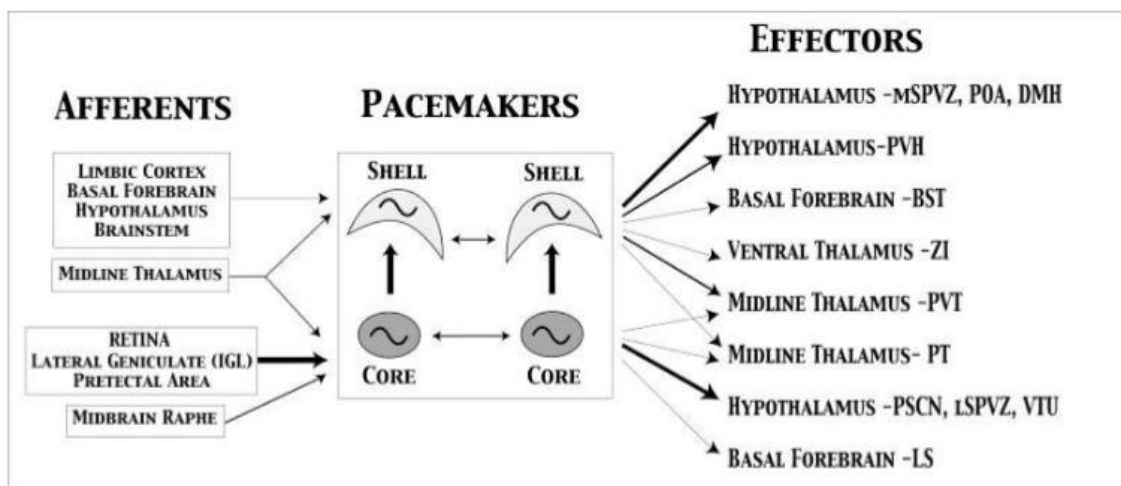 AFFERENTS
LIMBIC CORTEX
BASAL FOREBRAIN
HYPOTHALAMUS
BRAINSTEM
MIDLINE THALAMUS
RETINA
LATERAL GENICULATE (IGL)
PRETECTAL AREA
MIDBRAIN RAPHE
PACEMAKERS
SHELL SHELL
CORE CORE
EFFECTORS
HYPOTHALAMUS -MSPVZ, POA, DMH
HYPOTHALAMUS-PVH
BASAL FOREBRAIN -BST
VENTRAL THALAMUS -ZI
MIDLINE THALAMUS -PVT
MIDLINE THALAMUS- PT
HYPOTHALAMUS -PSCN, LSPVZ, VTU
BASAL FOREBRAIN -LS